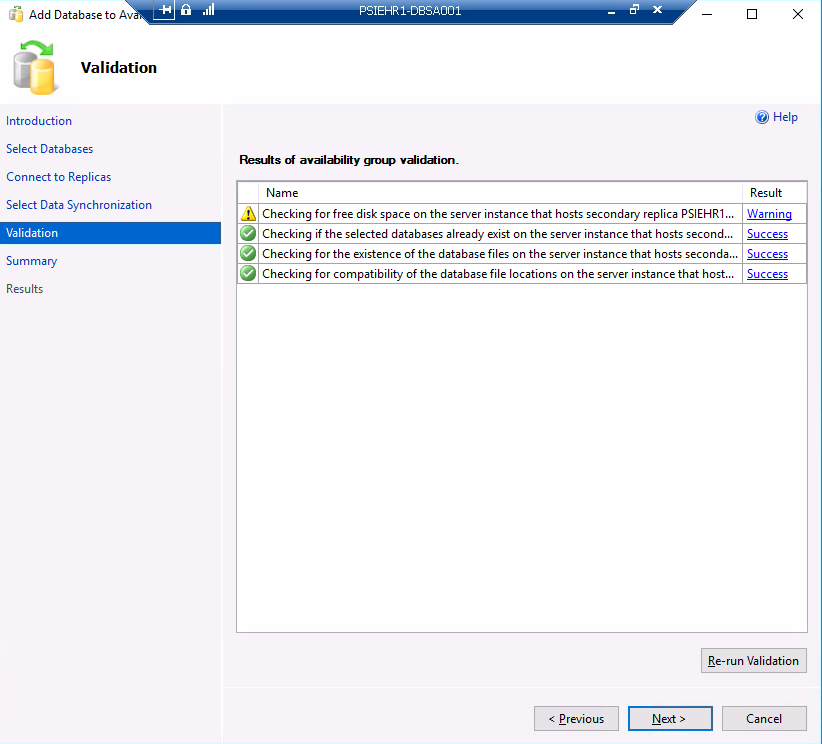 Add Database to Ava
PSIEHR1-DBSA001
Validation
Help
Introduction
Select Databases
Connect to Replicas
Select Data Synchronization
Validation
Summary
Results
Results of availability group validation.
Name Result
Checking for free disk space on the server instance that hosts secondary replica PSIEHR1... Warning
Checking if the selected databases already exist on the server instance that hosts second... Success
Checking for the existence of the database files on the server instance that hosts seconda... Success
Checking for compatibility of the database file locations on the server instance that host... Success
Re-run Validation
< Previous
Next >
Cancel